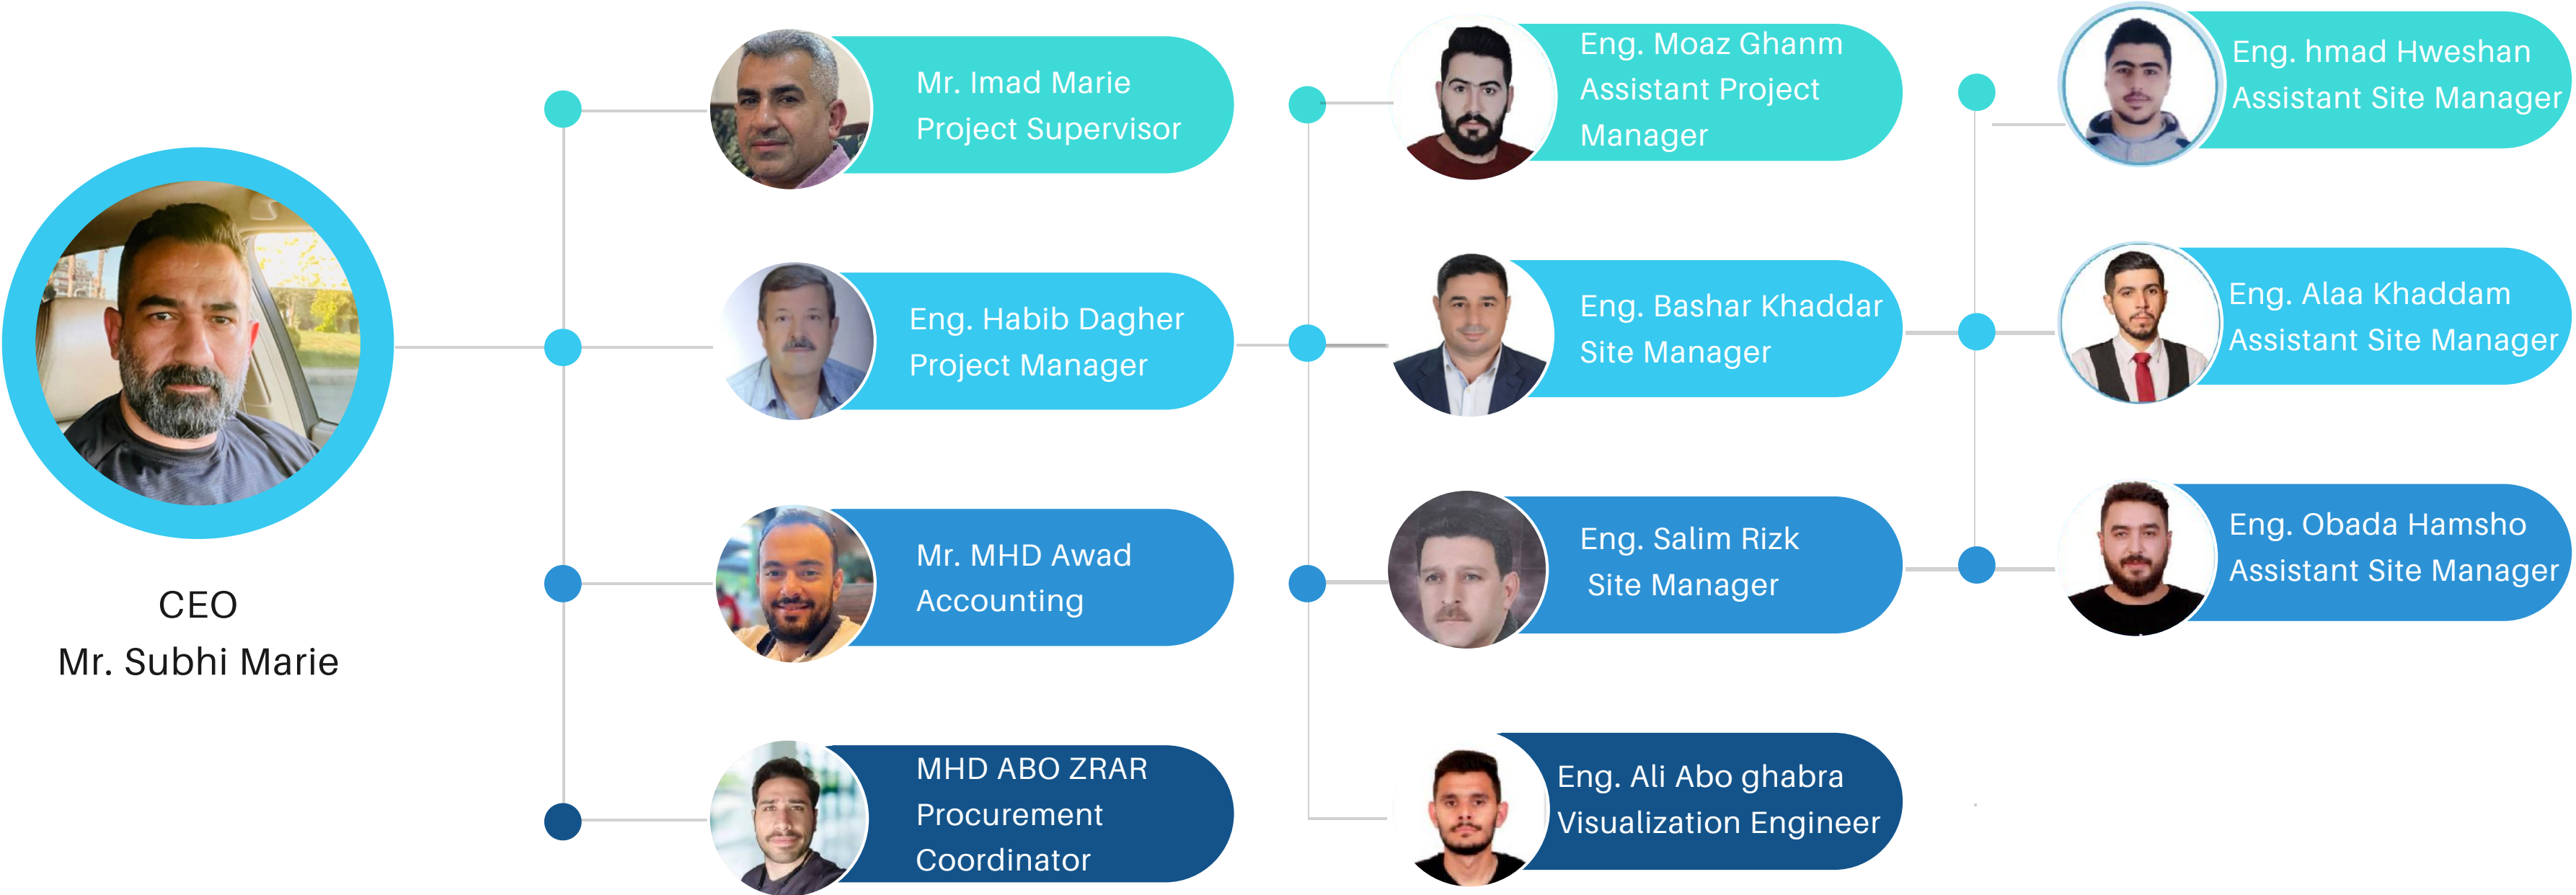 CEO
Mr. Subhi Marie
Mr. Imad Marie
Project Supervisor
Eng. Habib Dagher
Project Manager
Mr. MHD Awad
Accounting
MHD ABO ZRAR
Procurement
Coordinator
Eng. Moaz Ghanm
Assistant Project
Manager
Eng. Bashar Khaddar
Site Manager
Eng. Salim Rizk
Site Manager
Eng. Ali Abo ghabra
Visualization Engineer
Eng. hmad Hweshan
Assistant Site Manager
Eng. Alaa Khaddam
Assistant Site Manager
Eng. Obada Hamsho
Assistant Site Manager